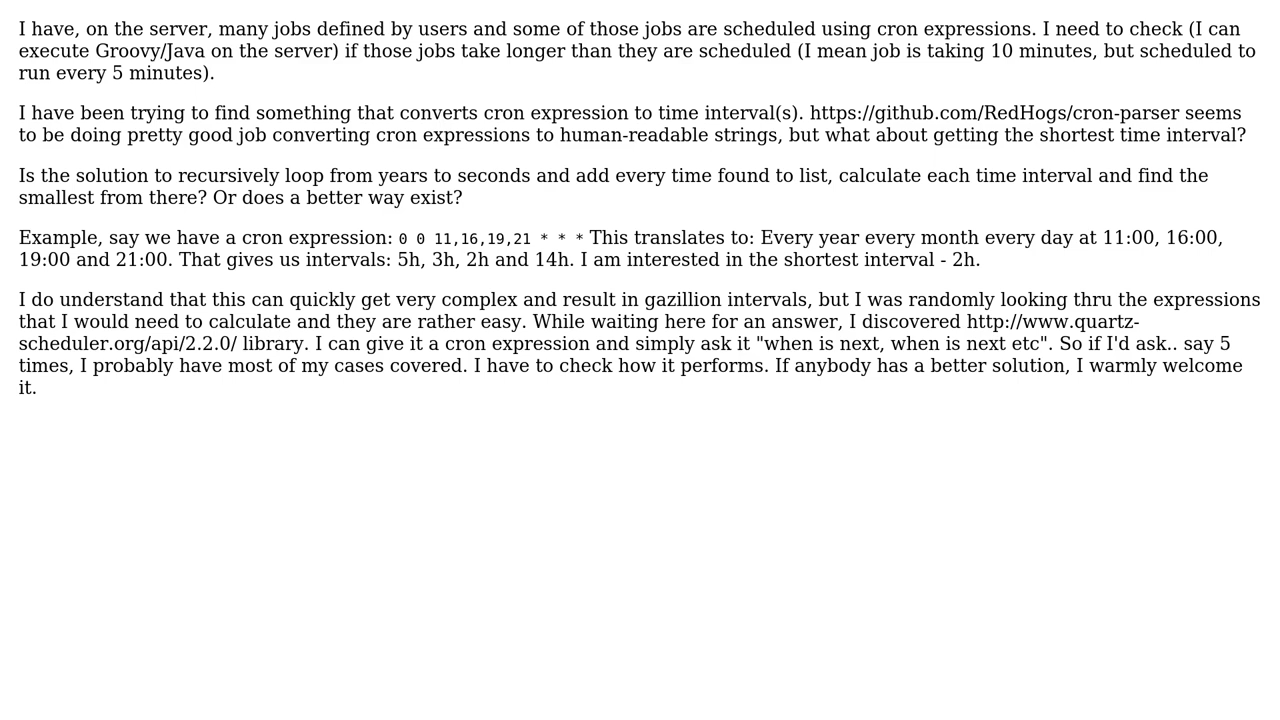 I have, on the server, many jobs defined by users and some of those jobs are scheduled using cron expressions. I need to check (I can
execute Groovy/Java on the server) if those jobs take longer than they are scheduled (I mean job is taking 10 minutes, but scheduled to
run every 5 minutes).
I have been trying to find something that converts cron expression to time interval(s). https://github.com/RedHogs/cron-parser seems
to be doing pretty good job converting cron expressions to human-readable strings, but what about getting the shortest time interval?
Is the solution to recursively loop from years to seconds and add every time found to list, calculate each time interval and find the
smallest from there? Or does a better way exist?
Example, say we have a cron expression: 0 0 11,16,19,21 * * * This translates to: Every year every month every day at 11:00, 16:00,
19:00 and 21:00. That gives us intervals: 5h, 3h, 2h and 14h. I am interested in the shortest interval - 2h.
I do understand that this can quickly get very complex and result in gazillion intervals, but I was randomly looking thru the expressions
that I would need to calculate and they are rather easy. While waiting here for an answer, I discovered http://www.quartz-
scheduler.org/api/2.2.0/ library. I can give it a cron expression and simply ask it "when is next, when is next etc". So if I'd ask.. say 5
times, I probably have most of my cases covered. I have to check how it performs. If anybody has a better solution, I warmly welcome
it.